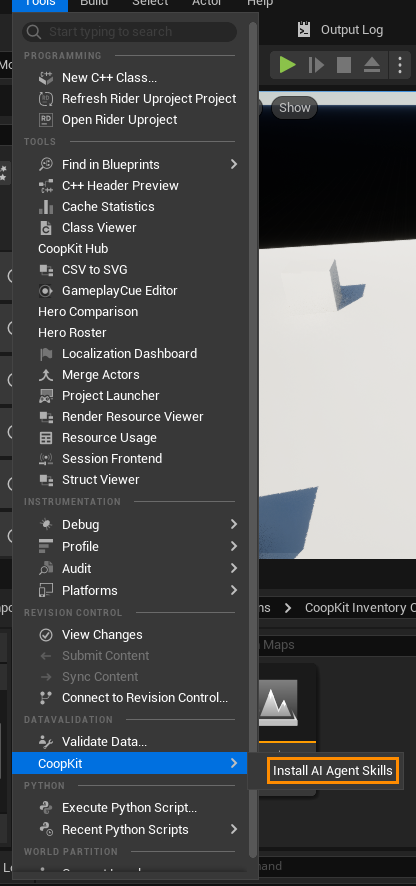 Tools Build Select Actor Help
Start typing to search
Output Log
PROGRAMMING
New C++ Class...
Refresh Rider Uproject Project
Open Rider Uproject
Show
TOOLS
Find in Blueprints
C++ Header Preview
Cache Statistics
Class Viewer
CoopKit Hub
CSV to SVG
GameplayCue Editor
Hero Comparison
Hero Roster
Localization Dashboard
Merge Actors
Project Launcher
Render Resource Viewer
Resource Usage
Session Frontend
Struct Viewer
INSTRUMENTATION
Debug
Profile
Audit
Platforms
REVISION CONTROL
CoopKit Inventory
Maps
View Changes
Submit Content
Sync Content
Connect to Revision Control...
DATAVALIDATION
Validate Data...
CoopKit
Install AI Agent Skills
PYTHON
Execute Python Script...
Recent Python Scripts
WORLD PARTITION